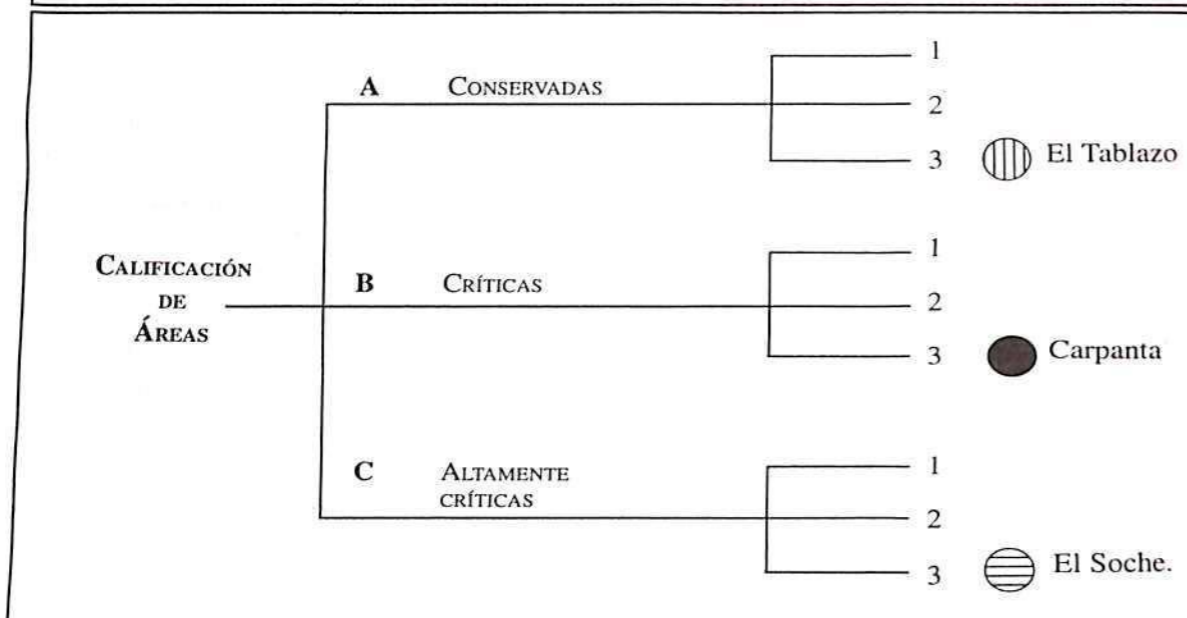 CALIFICACIÓN
DE
ÁREAS
A CONSERVADAS
1
2
3 El Tablazo
B CRÍTICAS
1
2
3 Carpanta
C ALTAMENTE
CRÍTICAS
1
2
3 El Soche.